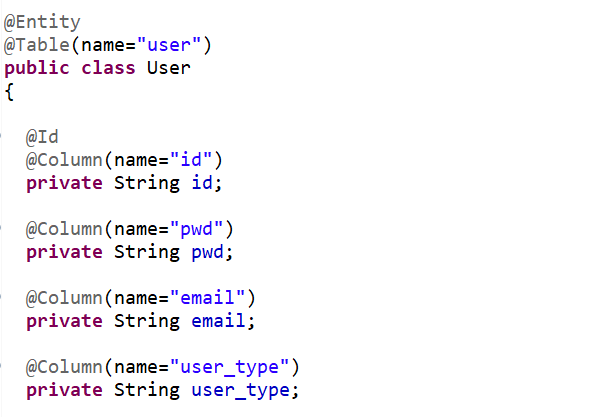 @Entity
@Table(name="user")
public class User
{
@Id
@Column(name="id")
private String id;
@Column(name="pwd")
private String pwd;
@Column(name="email")
private String email;
@Column(name="user_type")
private String user_type;